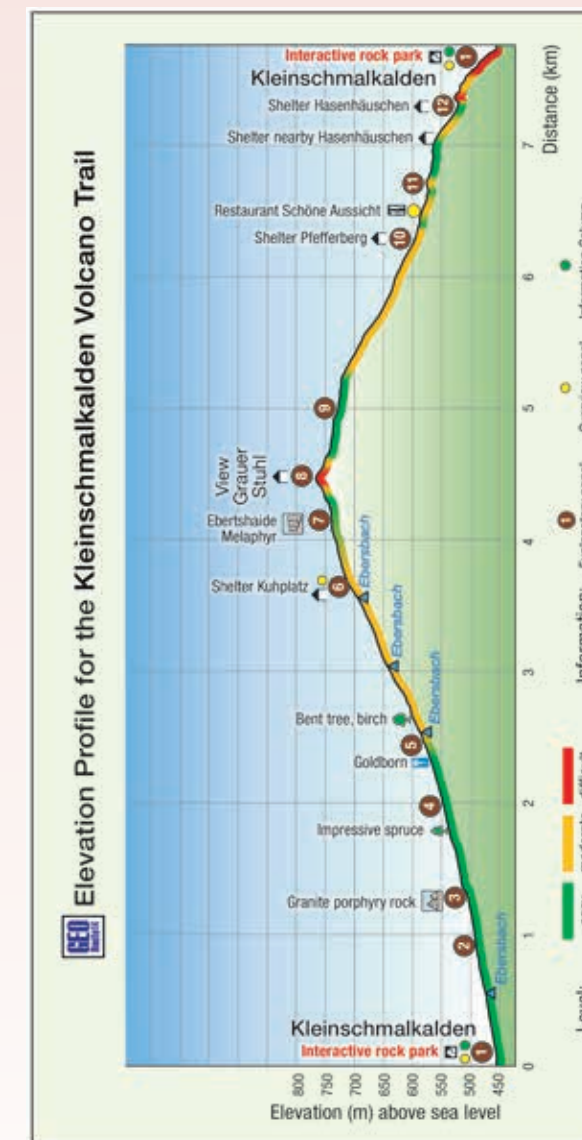 GEO
Elevation Profile for the Kleinschmalkalden Volcano Trail
Elevation (m) above sea level
800
750
700
650
600
550
500
450
Kleinschmalkalden
Interactive rock park
1
Ebersbach
2
Granite porphyry rock
3
Impressive spruce
4
Goldborn
5
Bent tree, birch
Ebersbach
Ebersbach
Ebersbach
Shelter Kuhplatz
6
Ebertshaide
Melaphyr
7
View
Grauer
Stuhl
8
9
Shelter Pfefferberg
10
Restaurant Schöne Aussicht
11
Shelter nearby Hasenhäuschen
Shelter Hasenhäuschen
12
Kleinschmalkalden
Interactive rock park
1
0
1
2
3
4
5
6
7
Distance (km)
1